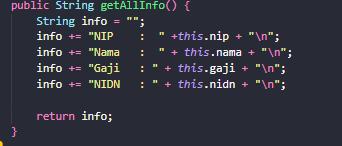 public String getAllInfo() {
    String info = "";
    info += "NIP    :  " +this.nip + "\n";
    info += "Nama   :  " + this.nama + "\n";
    info += "Gaji   : " + this.gaji + "\n";
    info += "NIDN   : " + this.nidn + "\n";

    return info;
}